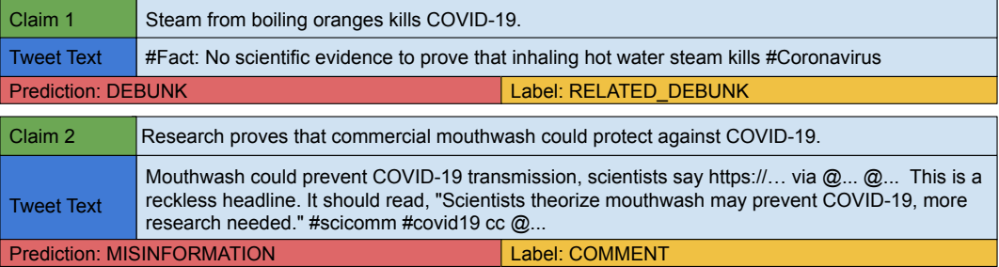 Claim 1 Steam from boiling oranges kills COVID-19.
Tweet Text #Fact: No scientific evidence to prove that inhaling hot water steam kills #Coronavirus
Prediction: DEBUNK Label: RELATED_DEBUNK
Claim 2 Research proves that commercial mouthwash could protect against COVID-19.
Tweet Text Mouthwash could prevent COVID-19 transmission, scientists say https://… via @... @... This is a
reckless headline. It should read, "Scientists theorize mouthwash may prevent COVID-19, more
research needed." #scicomm #covid19 cc @...
Prediction: MISINFORMATION Label: COMMENT